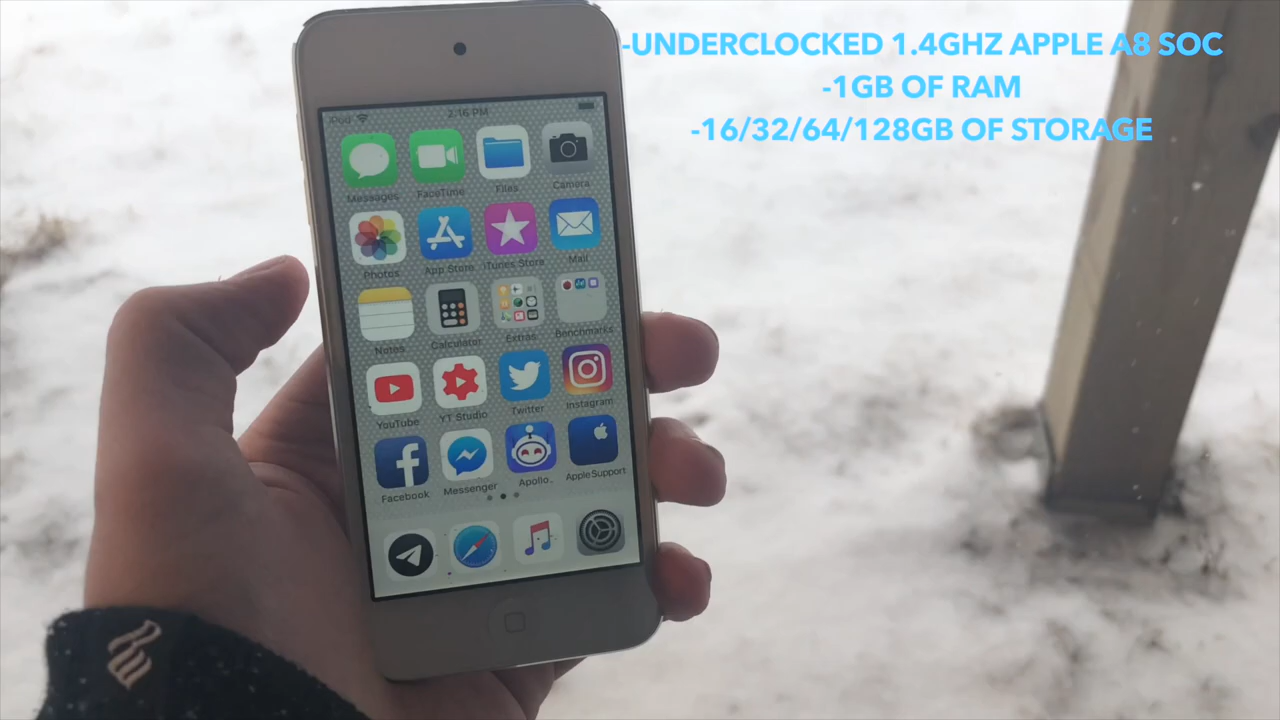 -UNDERCLOCKED 1.4GHZ APPLE A8 SOC
-1GB OF RAM
-16/32/64/128GB OF STORAGE
iPod 2:16 PM
Messages FaceTime Files Camera
Photos App Store iTunes Store Mail
Notes Calculator Extras Benchmarks
YouTube YT Studio Twitter Instagram
Facebook Messenger Apollo Apple Support